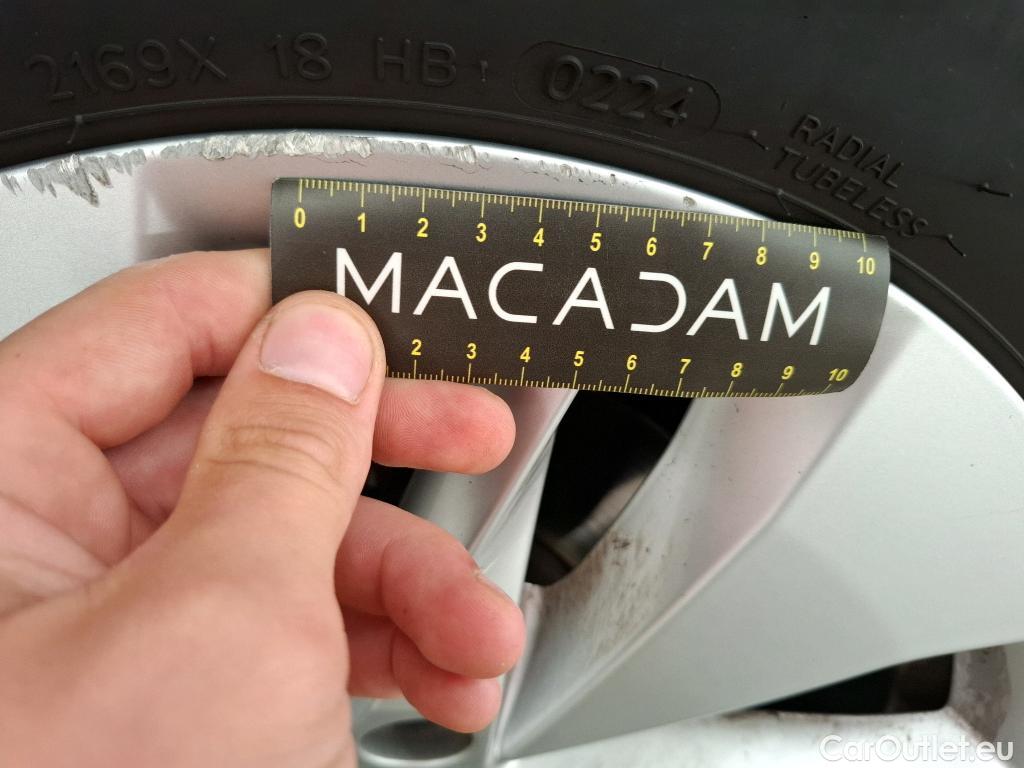 2169X 18 HB 0224
RADIAL
TUBELESS
0 1 2 3 4 5 6 7 8 9 10
MACADAM
2 3 4 5 6 7 8 9 10
CarOutlet.eu